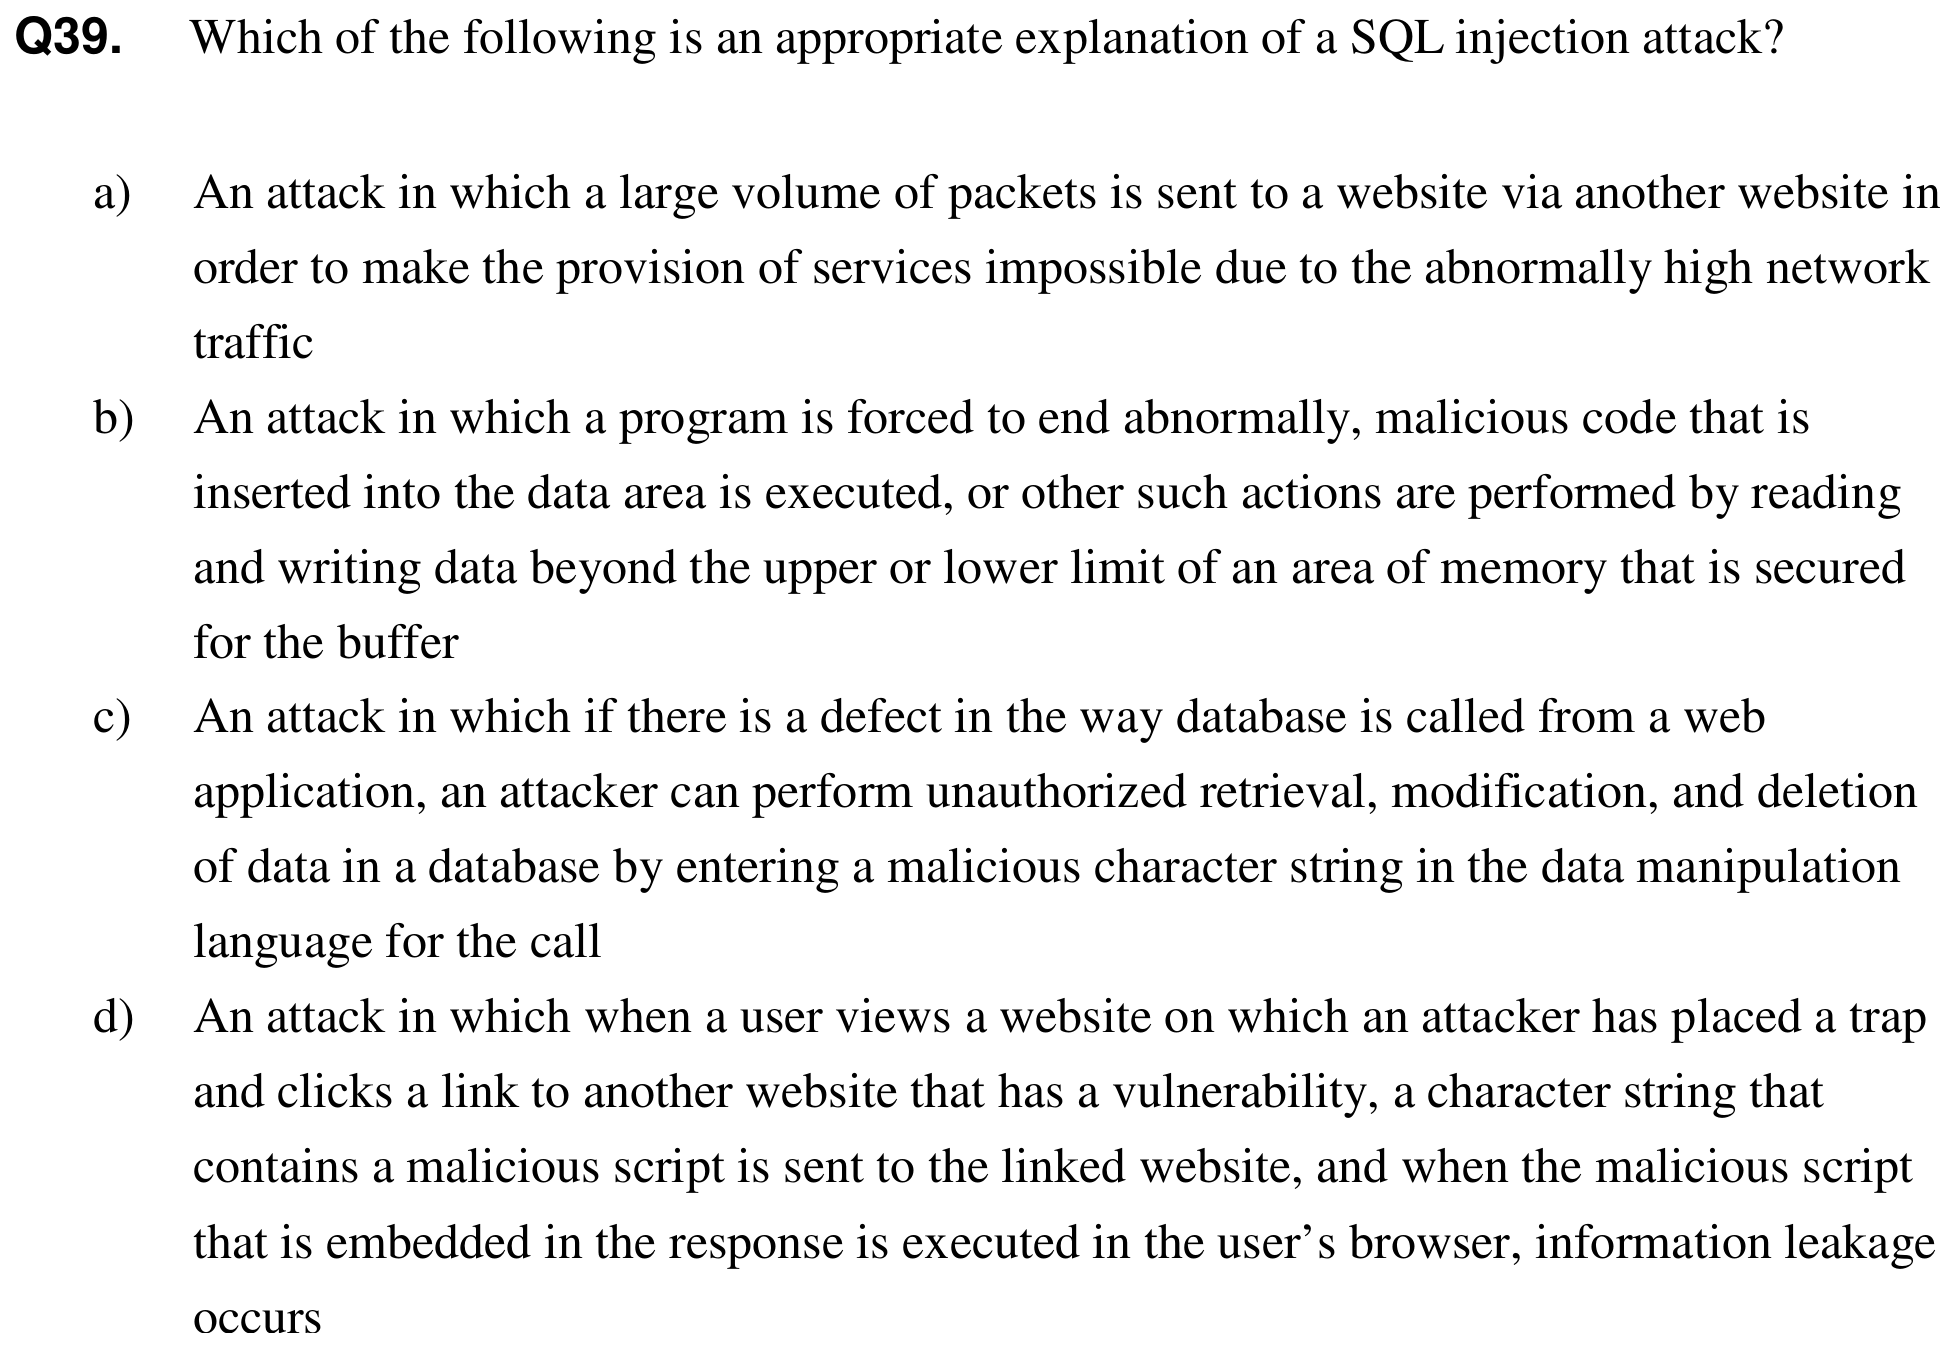 Q39. Which of the following is an appropriate explanation of a SQL injection attack?
a) An attack in which a large volume of packets is sent to a website via another website in
order to make the provision of services impossible due to the abnormally high network
traffic
b) An attack in which a program is forced to end abnormally, malicious code that is
inserted into the data area is executed, or other such actions are performed by reading
and writing data beyond the upper or lower limit of an area of memory that is secured
for the buffer
c) An attack in which if there is a defect in the way database is called from a web
application, an attacker can perform unauthorized retrieval, modification, and deletion
of data in a database by entering a malicious character string in the data manipulation
language for the call
d) An attack in which when a user views a website on which an attacker has placed a trap
and clicks a link to another website that has a vulnerability, a character string that
contains a malicious script is sent to the linked website, and when the malicious script
that is embedded in the response is executed in the user’s browser, information leakage
occurs